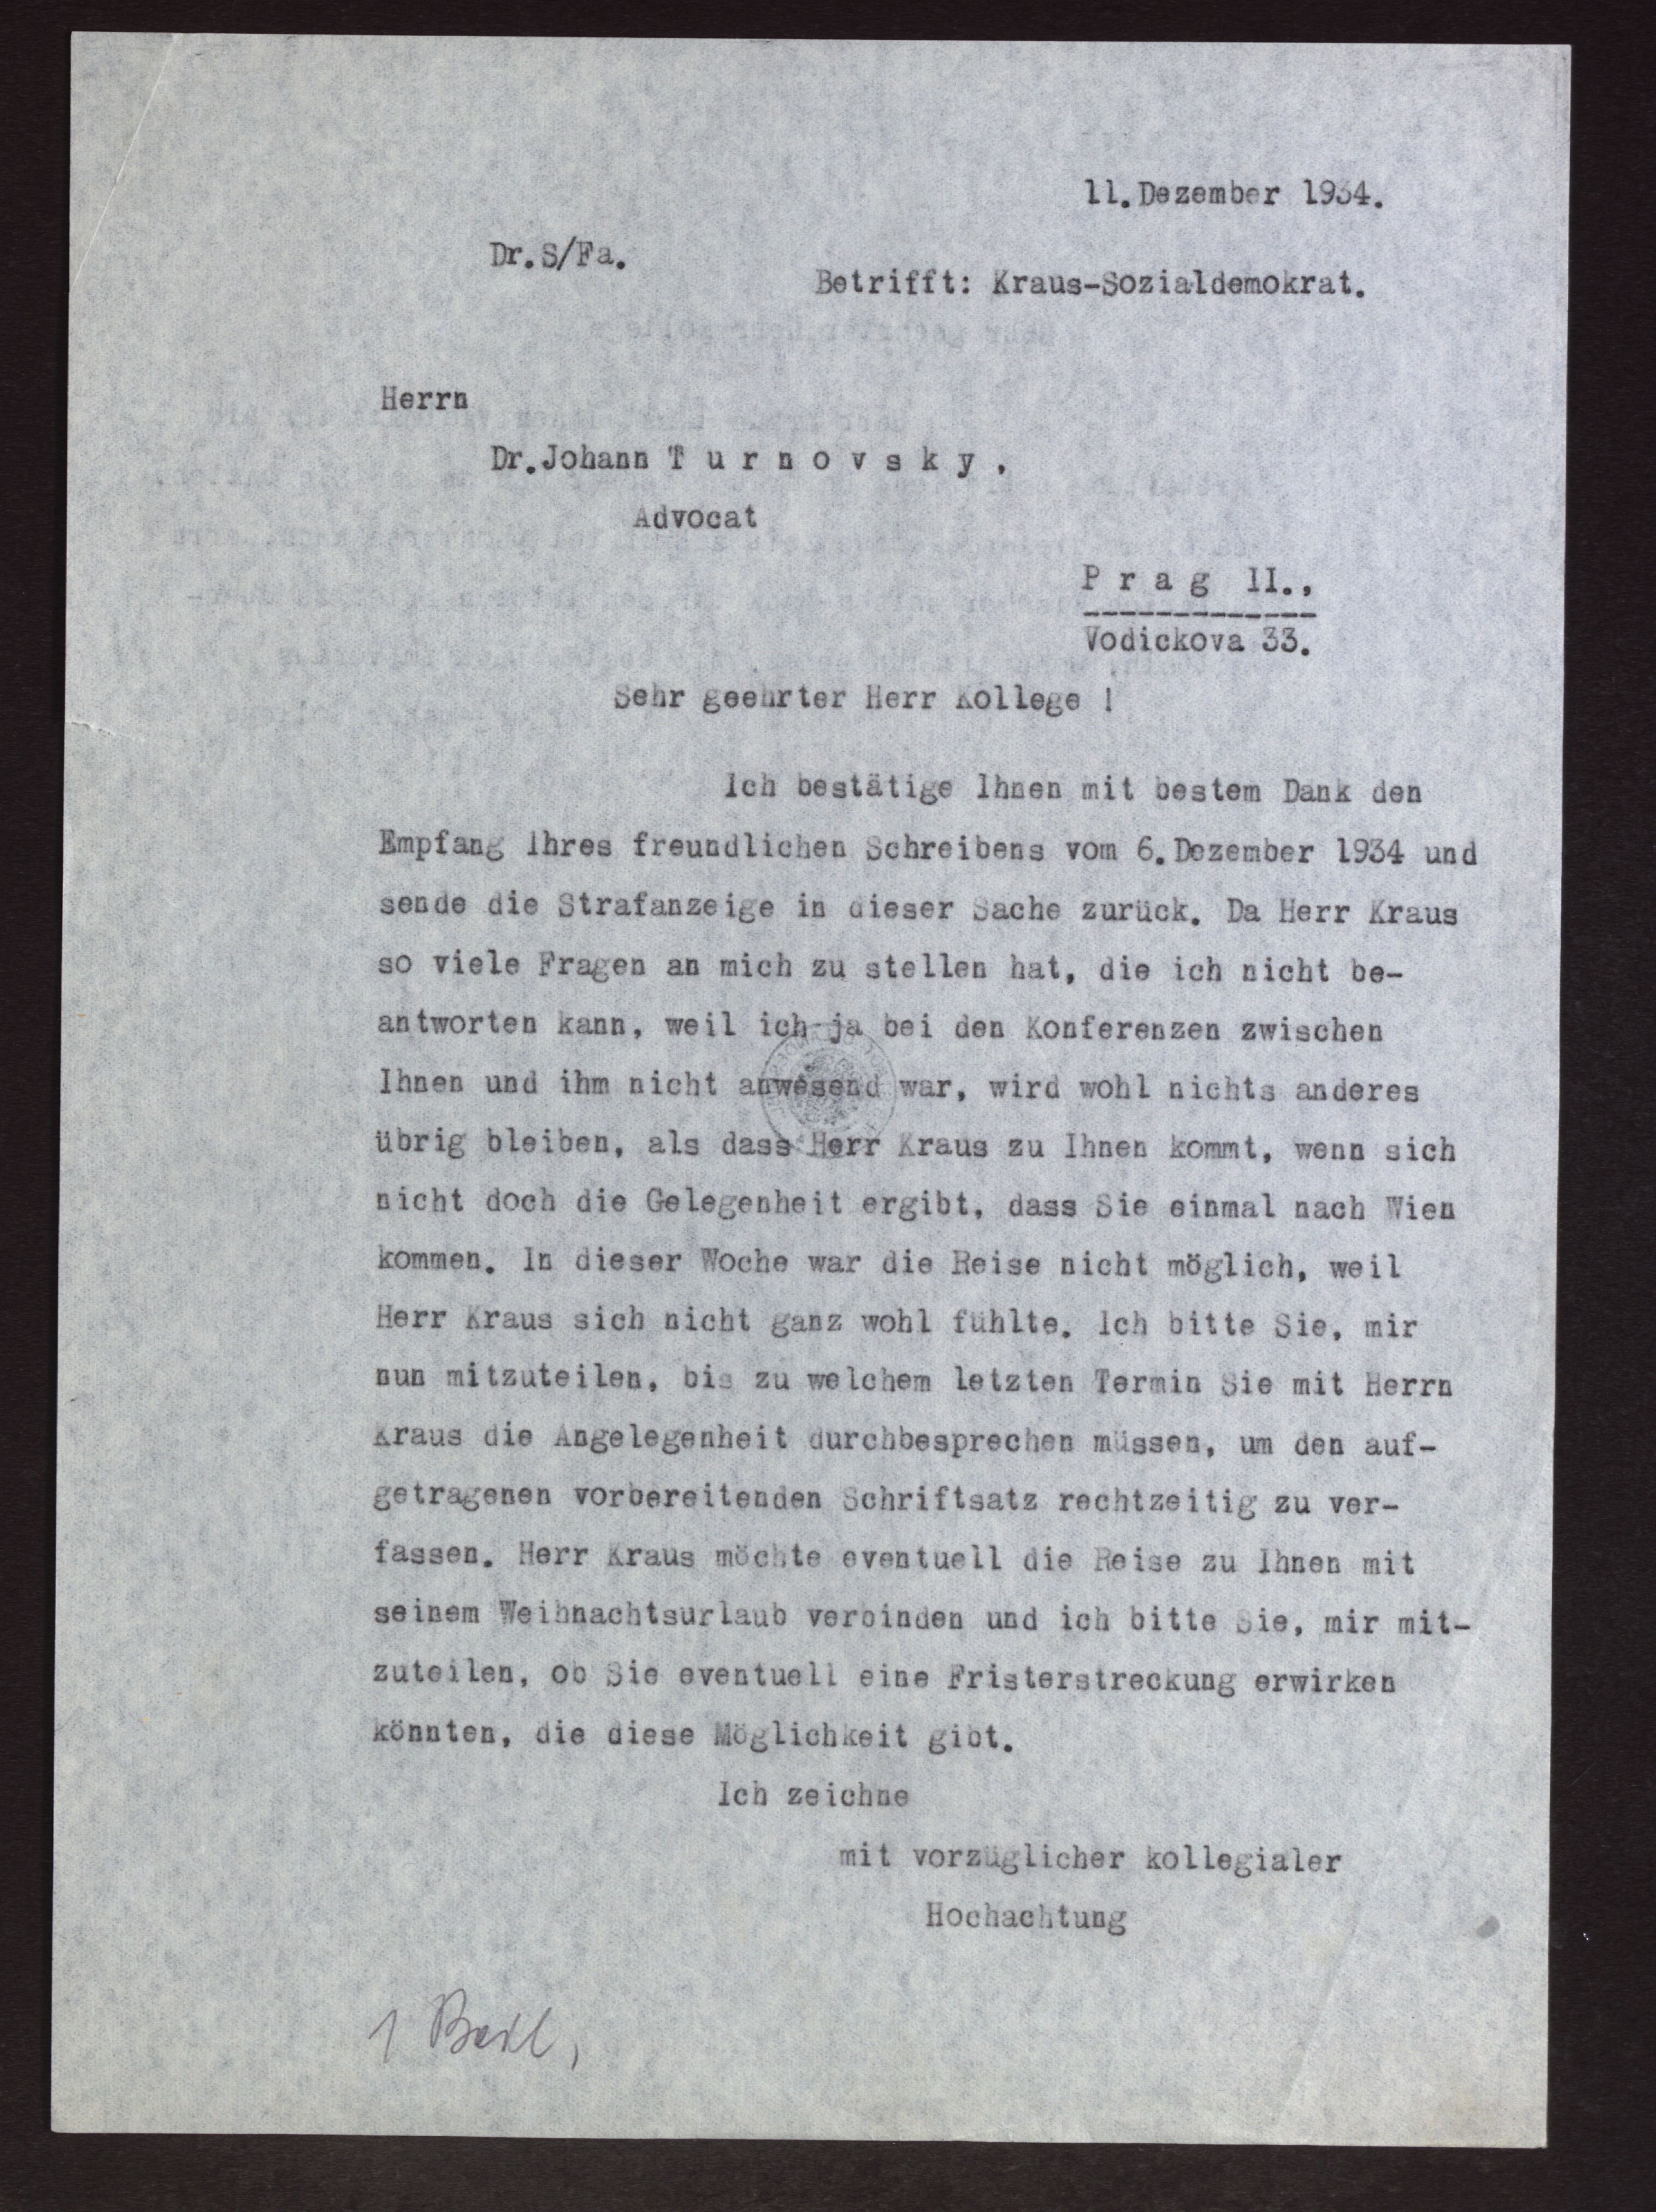 11.Dezember 1934.
Dr.S/Fa.
Betrifft: Kraus-Sozialdemokrat.
Herrn
Dr.Johann T u r n o v s k y ,
Advocat
P r a g II.,
Vodickova 33.
Sehr geehrter Herr Kollege !
Ich bestätige Ihnen mit bestem Dank den
Empfang Ihres freundlichen Schreibens vom 6.Dezember 1934 und
sende die Strafanzeige in dieser Sache zurück. Da Herr Kraus
so viele Fragen an mich zu stellen hat, die ich nicht be-
antworten kann, weil ich ja bei den Konferenzen zwischen
Ihnen und ihm nicht anwesend war, wird wohl nichts anderes
übrig bleiben, als dass Herr Kraus zu Ihnen kommt, wenn sich
nicht doch die Gelegenheit ergibt, dass Sie einmal nach Wien
kommen. In dieser Woche war die Reise nicht möglich, weil
Herr Kraus sich nicht ganz wohl fühlte. Ich bitte Sie, mir
nun mitzuteilen, bis zu welchem letzten Termin Sie mit Herrn
Kraus die Angelegenheit durchbesprechen müssen, um den auf-
getragenen vorbereitenden Schriftsatz rechtzeitig zu ver-
fassen. Herr Kraus möchte eventuell die Reise zu Ihnen mit
seinem Weihnachtsurlaub verbinden und ich bitte Sie, mir mit-
zuteilen, ob Sie eventuell eine Fristerstreckung erwirken
könnten, die diese Möglichkeit gibt.
Ich zeichne
mit vorzüglicher kollegialer
Hochachtung
1